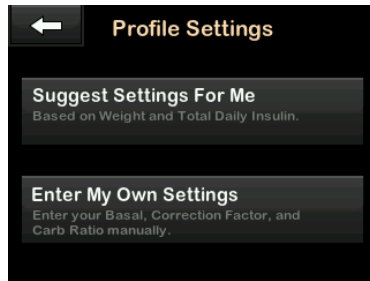 Profile Settings
Suggest Settings For Me
Based on Weight and Total Daily Insulin.
Enter My Own Settings
Enter your Basal, Correction Factor, and
Carb Ratio manually.